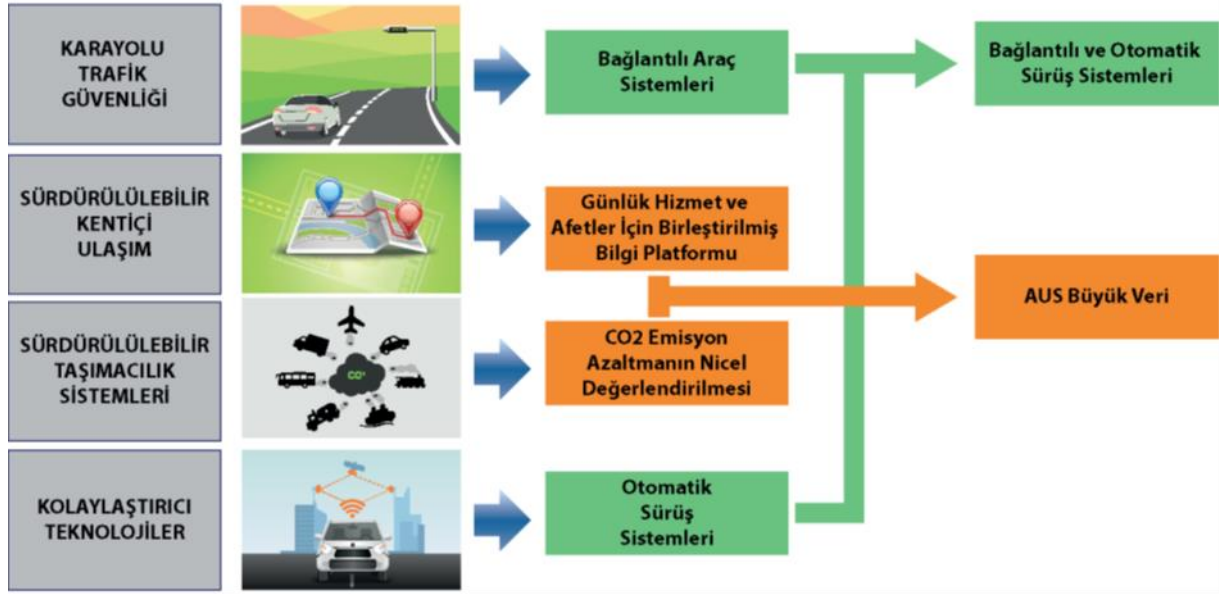 KARAYOLU
TRAFİK
GÜVENLİĞİ
Bağlantılı Araç
Sistemleri
Bağlantılı ve Otomatik
Sürüş Sistemleri
SÜRDÜRÜLÜLEBİLİR
KENTİÇİ
ULAŞIM
Günlük Hizmet ve
Afetler İçin Birleştirilmiş
Bilgi Platformu
AUS Büyük Veri
SÜRDÜRÜLÜLEBİLİR
TAŞIMACILIK
SİSTEMLERİ
CO2 Emisyon
Azaltmanın Nicel
Değerlendirilmesi
KOLAYLAŞTIRICI
TEKNOLOJİLER
Otomatik
Sürüş
Sistemleri